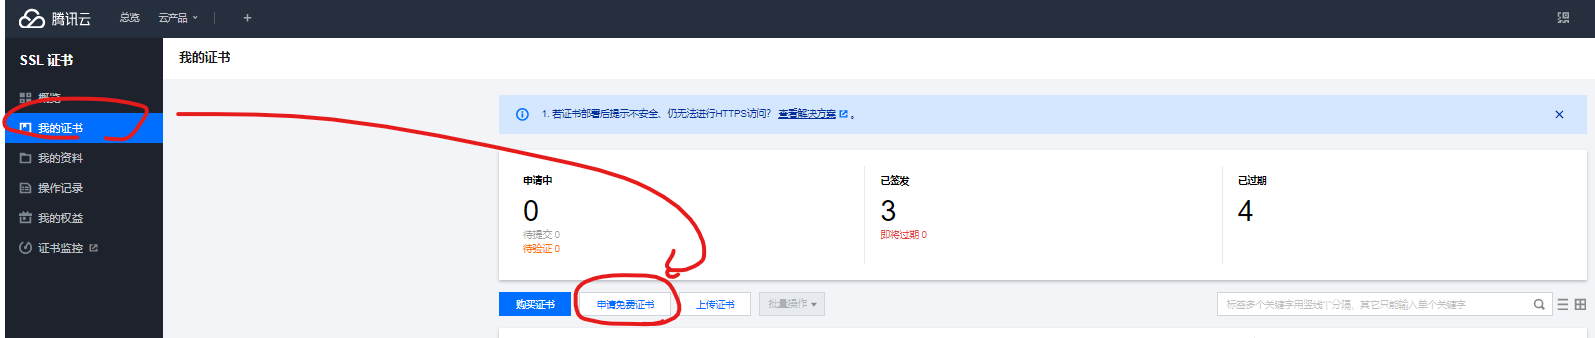 腾讯云 总览 云产品
SSL 证书
我的证书
概览
我的证书
我的资料
操作记录
我的权益
证书监控
1. 若证书部署后提示不安全、仍无法进行HTTPS访问? 查看解决方案 。
申请中
0
待提交 0
待验证 0
已签发
3
即将过期 0
已过期
4
购买证书 申请免费证书 上传证书 批量操作
标签多个关键字用竖线"|"分隔，其它只能输入单个关键字